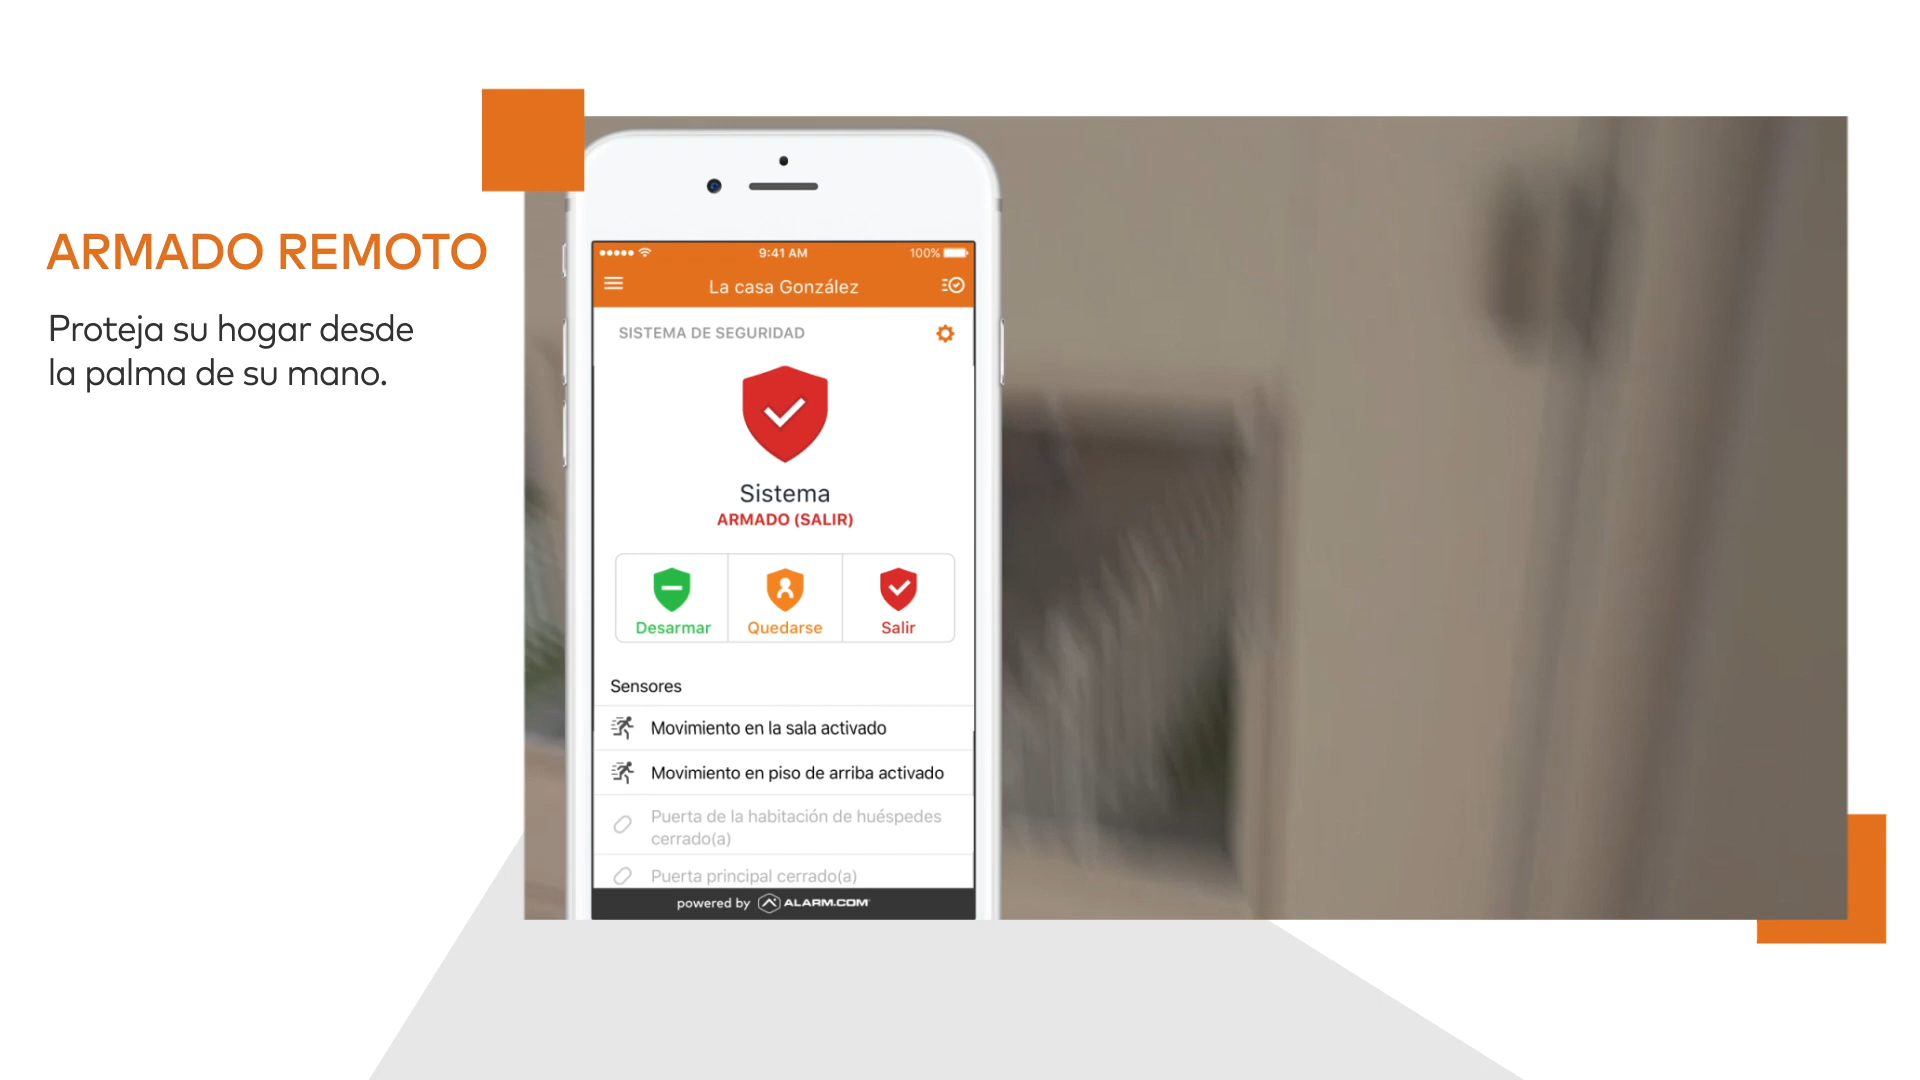 ARMADO REMOTO
Proteja su hogar desde
la palma de su mano.
9:41 AM
100%
La casa González
SISTEMA DE SEGURIDAD
Sistema
ARMADO (SALIR)
Desarmar
Quedarse
Salir
Sensores
Movimiento en la sala activado
Movimiento en piso de arriba activado
Puerta de la habitación de huéspedes
cerrado(a)
Puerta principal cerrado(a)
powered by ALARM.COM